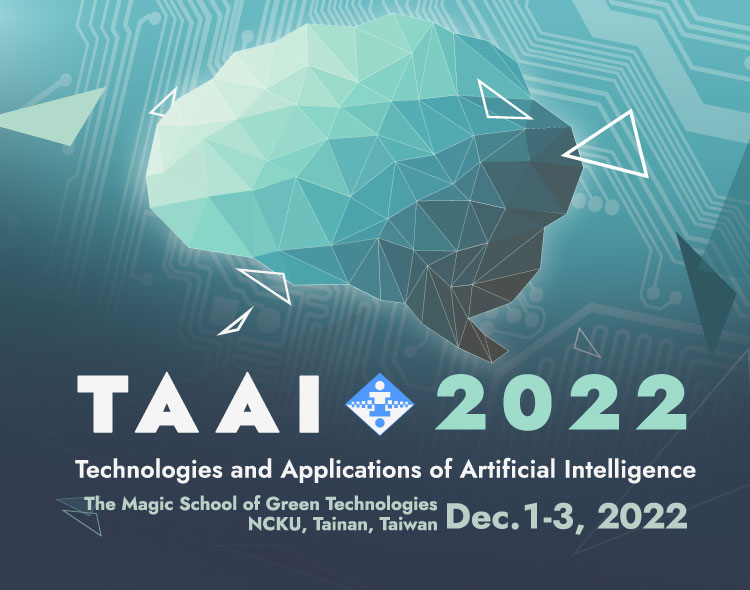 TAAI 2022
Technologies and Applications of Artificial Intelligence
The Magic School of Green Technologies
NCKU, Tainan, Taiwan
Dec.1-3, 2022